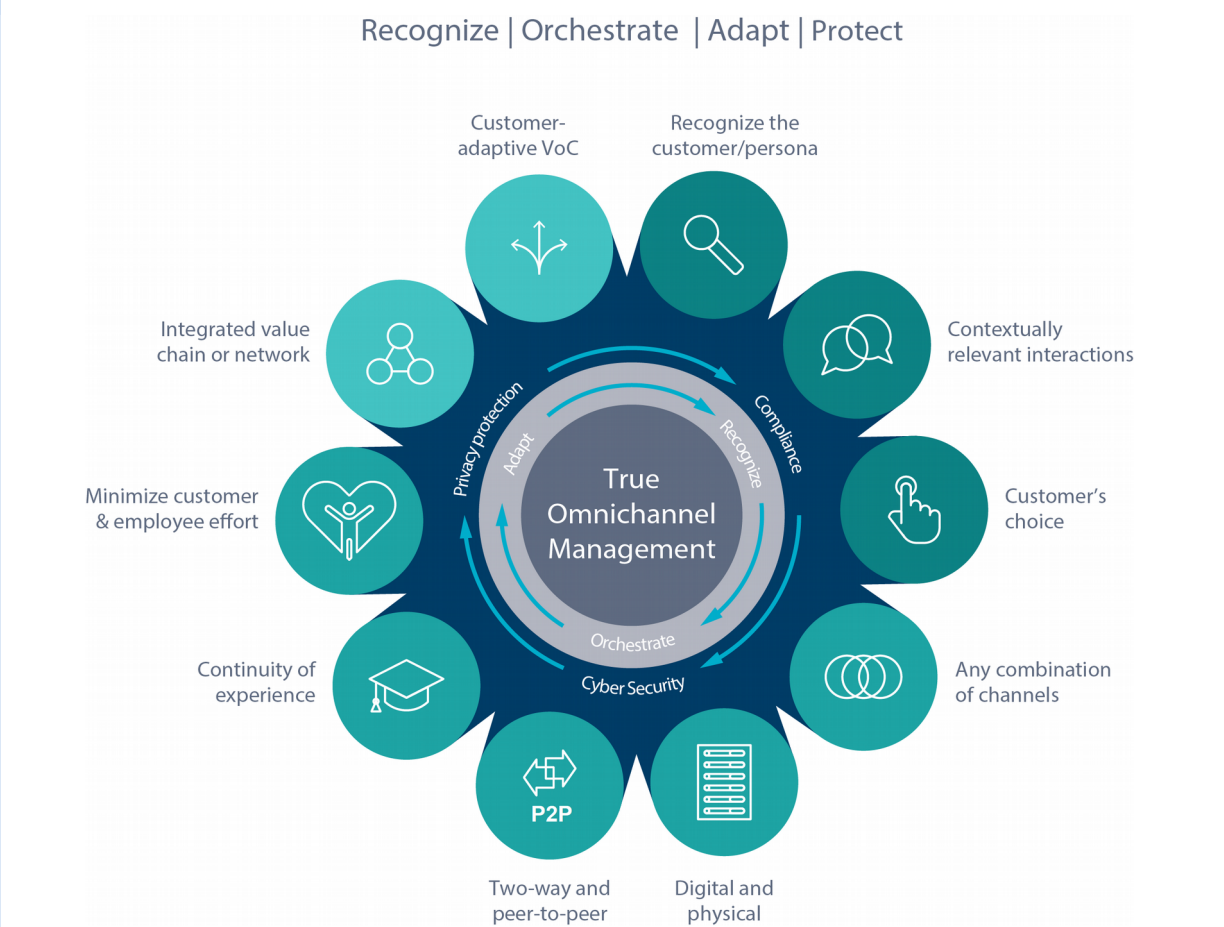 Recognize | Orchestrate | Adapt | Protect
Customer-
adaptive VoC
Recognize the
customer/persona
Contextually
relevant interactions
Customer’s
choice
Any combination
of channels
Digital and
physical
Two-way and
peer-to-peer
P2P
Continuity of
experience
Minimize customer
& employee effort
Integrated value
chain or network
Privacy protection
Compliance
Cyber Security
Adapt
Recognize
Orchestrate
True
Omnichannel
Management